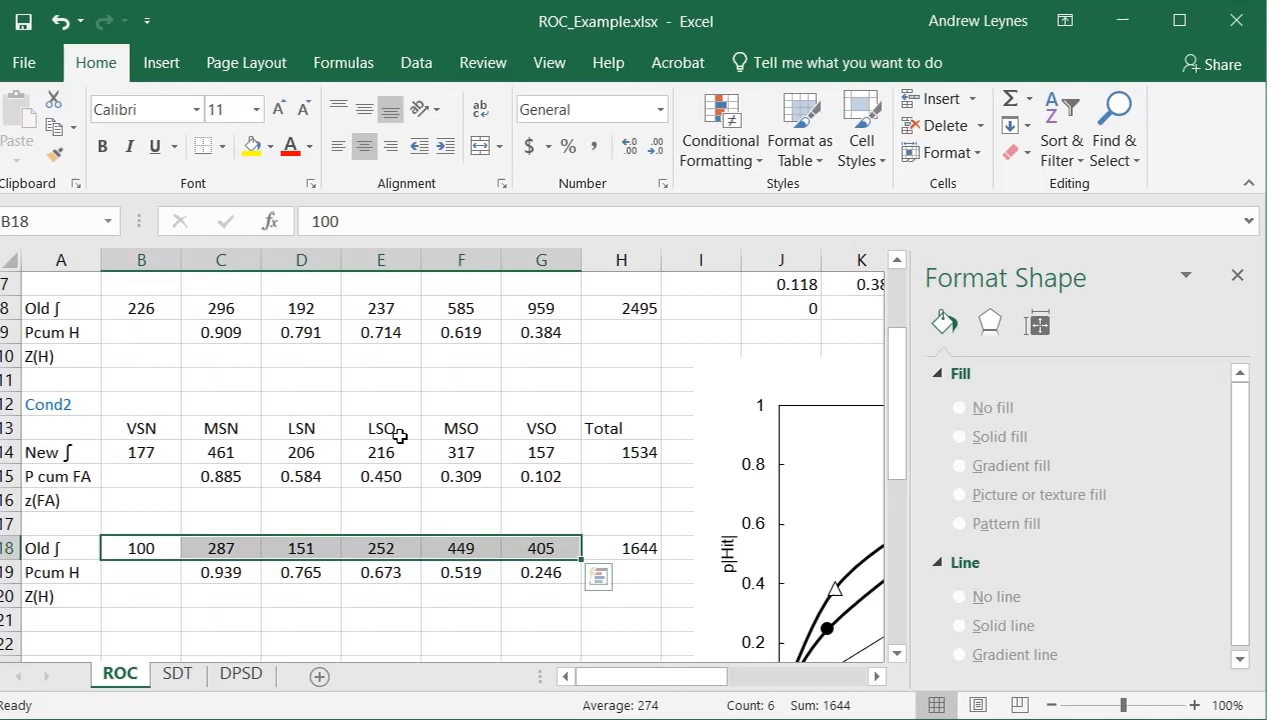 ROC_Example.xlsx - Excel
Andrew Leynes
File Home Insert Page Layout Formulas Data Review View Help Acrobat Tell me what you want to do Share
Paste
Calibri 11
General
Conditional Formatting
Format as Table
Cell Styles
Insert
Delete
Format
Sort & Filter
Find & Select
Clipboard Font Alignment Number Styles Cells Editing
B18 fx 100
A B C D E F G H I J K
7 0.118 0.38
8 Old ∫ 226 296 192 237 585 959 2495 0
9 Pcum H 0.909 0.791 0.714 0.619 0.384
10 Z(H)
11
12 Cond2
13 VSN MSN LSN LSO MSO VSO Total
14 New ∫ 177 461 206 216 317 157 1534
15 P cum FA 0.885 0.584 0.450 0.309 0.102
16 z(FA)
17
18 Old ∫ 100 287 151 252 449 405 1644
19 Pcum H 0.939 0.765 0.673 0.519 0.246
20 Z(H)
21
22
1
0.8
0.6
0.4
0.2
p|Hit|
Format Shape
Fill
No fill
Solid fill
Gradient fill
Picture or texture fill
Pattern fill
Line
No line
Solid line
Gradient line
ROC SDT DPSD
Ready Average: 274 Count: 6 Sum: 1644 100%